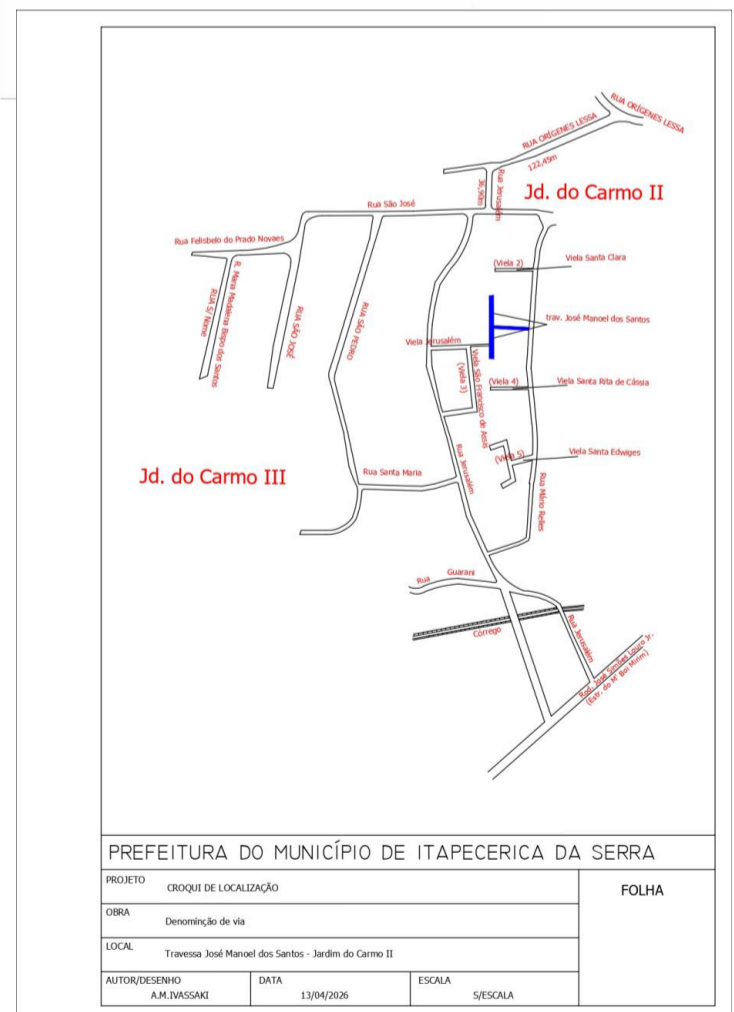 RUA ORÍGENES LESSA
RUA ORÍGENES LESSA
122,45m
36,90m
Rua Jerusalém
Jd. do Carmo II
Rua São José
Rua Felisbelo do Prado Novaes
(Viela 2)
Viela Santa Clara
R. Maria Madalena Bispo dos Santos
RUA S/ Nome
RUA SÃO JOSÉ
RUA SÃO PEDRO
trav. José Manoel dos Santos
Viela Jerusalém
(Viela 3)
Viela São Francisco de Assis
(Viela 4)
Viela Santa Rita de Cássia
(Viela 5)
Viela Santa Edwiges
Jd. do Carmo III
Rua Santa Maria
Rua Jerusalém
Rua Mário Relles
Rua Guarani
Córrego
Rua Jerusalém
Rod. José Simões Louro Jr.
(Estr. do M' Boi Mirim)
PREFEITURA DO MUNICÍPIO DE ITAPECERICA DA SERRA
PROJETO
CROQUI DE LOCALIZAÇÃO
FOLHA
OBRA
Denominção de via
LOCAL
Travessa José Manoel dos Santos - Jardim do Carmo II
AUTOR/DESENHO
A.M.IVASSAKI
DATA
13/04/2026
ESCALA
S/ESCALA